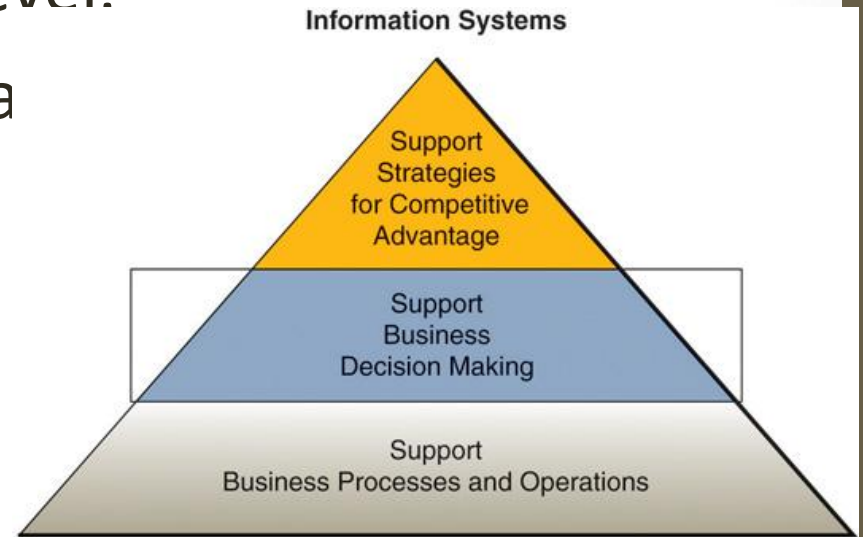 Information Systems
Support
Strategies
for Competitive
Advantage
Support
Business
Decision Making
Support
Business Processes and Operations